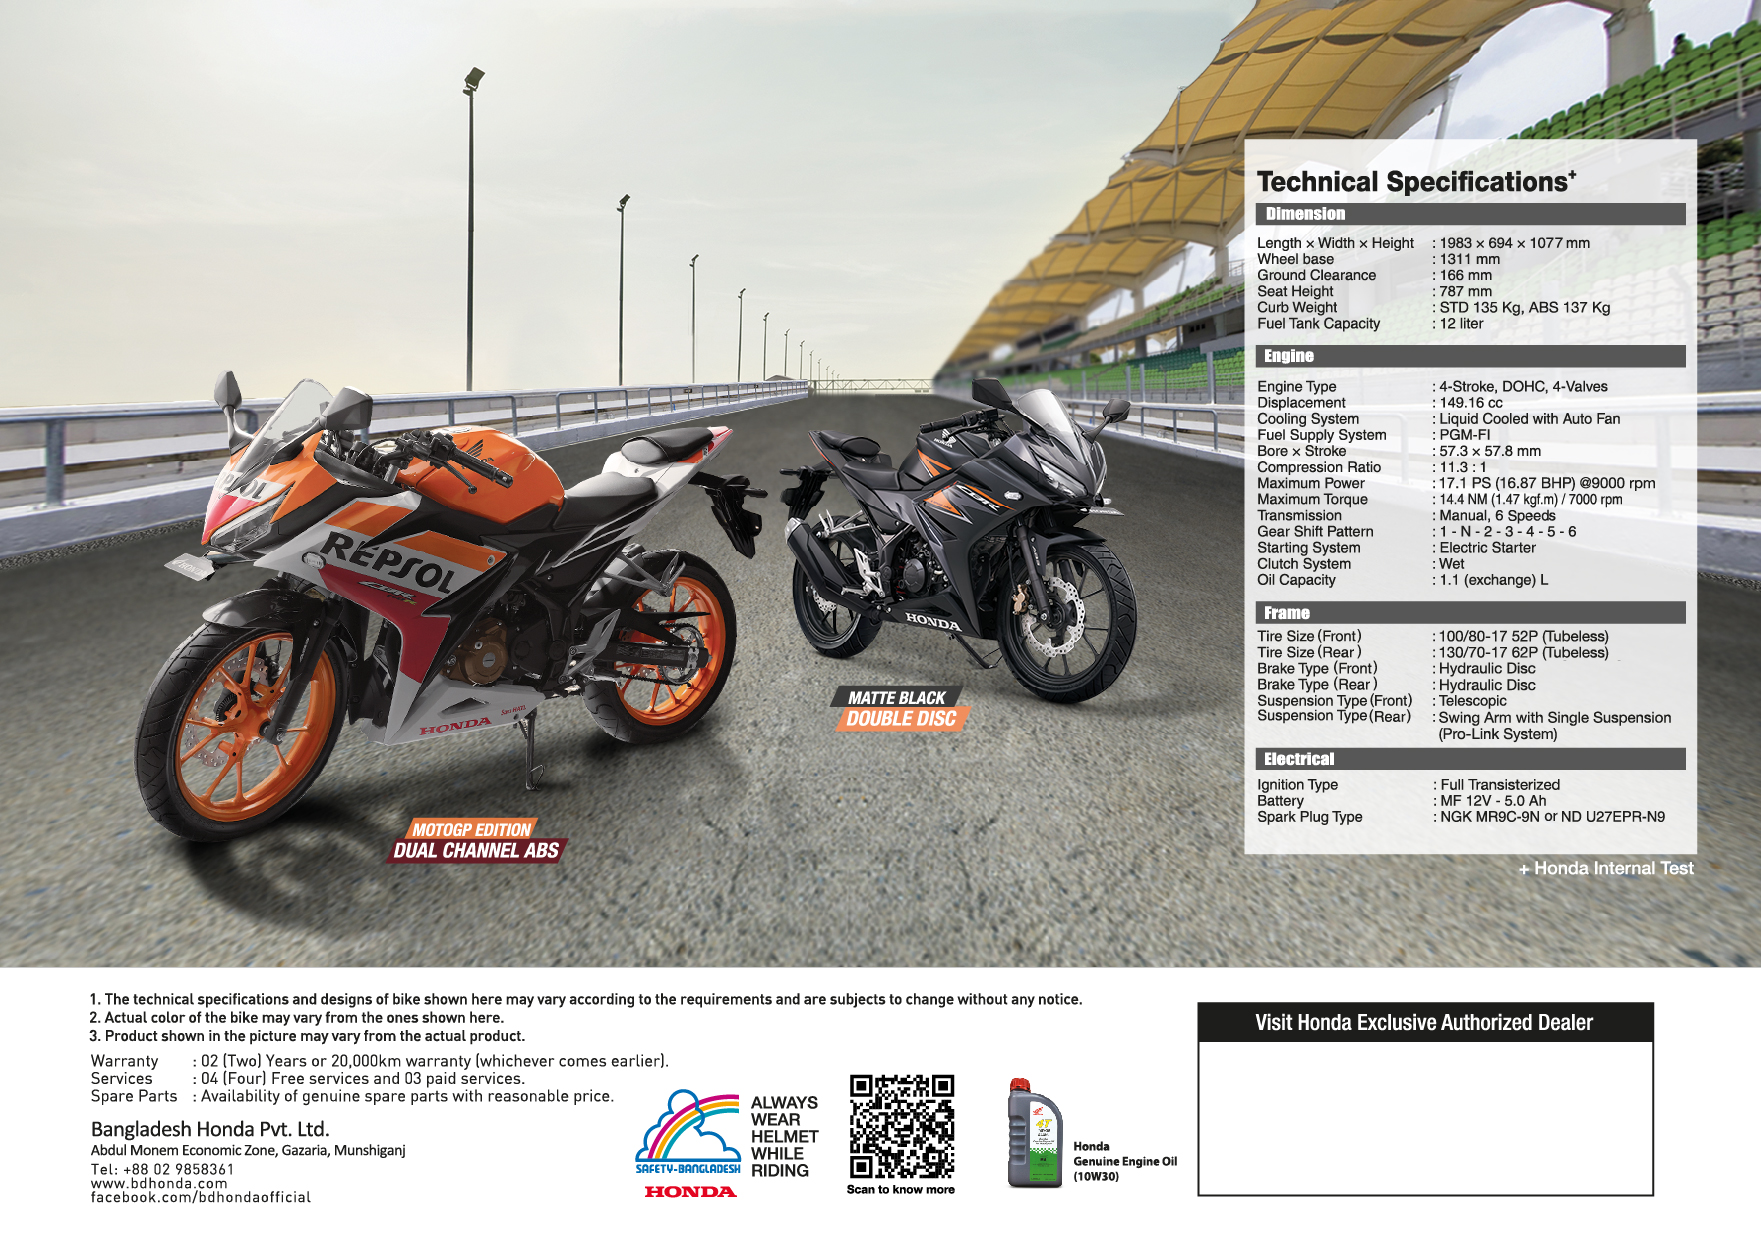 Technical Specifications+
Dimension
Length × Width × Height : 1983 × 694 × 1077 mm
Wheel base : 1311 mm
Ground Clearance : 166 mm
Seat Height : 787 mm
Curb Weight : STD 135 Kg, ABS 137 Kg
Fuel Tank Capacity : 12 liter
Engine
Engine Type : 4-Stroke, DOHC, 4-Valves
Displacement : 149.16 cc
Cooling System : Liquid Cooled with Auto Fan
Fuel Supply System : PGM-FI
Bore × Stroke : 57.3 × 57.8 mm
Compression Ratio : 11.3 : 1
Maximum Power : 17.1 PS (16.87 BHP) @9000 rpm
Maximum Torque : 14.4 NM (1.47 kgf.m) / 7000 rpm
Transmission : Manual, 6 Speeds
Gear Shift Pattern : 1 - N - 2 - 3 - 4 - 5 - 6
Starting System : Electric Starter
Clutch System : Wet
Oil Capacity : 1.1 (exchange) L
Frame
Tire Size (Front) : 100/80-17 52P (Tubeless)
Tire Size (Rear ) : 130/70-17 62P (Tubeless)
Brake Type (Front) : Hydraulic Disc
Brake Type (Rear ) : Hydraulic Disc
Suspension Type (Front) : Telescopic
Suspension Type (Rear) : Swing Arm with Single Suspension
(Pro-Link System)
Electrical
Ignition Type : Full Transisterized
Battery : MF 12V - 5.0 Ah
Spark Plug Type : NGK MR9C-9N or ND U27EPR-N9
+ Honda Internal Test
REPSOL
CBR
HONDA
HONDA
CBR
HONDA
MATTE BLACK
DOUBLE DISC
MOTOGP EDITION
DUAL CHANNEL ABS
1. The technical specifications and designs of bike shown here may vary according to the requirements and are subjects to change without any notice.
2. Actual color of the bike may vary from the ones shown here.
3. Product shown in the picture may vary from the actual product.
Warranty : 02 (Two) Years or 20,000km warranty (whichever comes earlier).
Services : 04 (Four) Free services and 03 paid services.
Spare Parts : Availability of genuine spare parts with reasonable price.
Bangladesh Honda Pvt. Ltd.
Abdul Monem Economic Zone, Gazaria, Munshiganj
Tel: +88 02 9858361
www.bdhonda.com
facebook.com/bdhondaofficial
SAFETY-BANGLADESH
HONDA
ALWAYS
WEAR
HELMET
WHILE
RIDING
Scan to know more
4T
Honda
Genuine Engine Oil
(10W30)
Visit Honda Exclusive Authorized Dealer